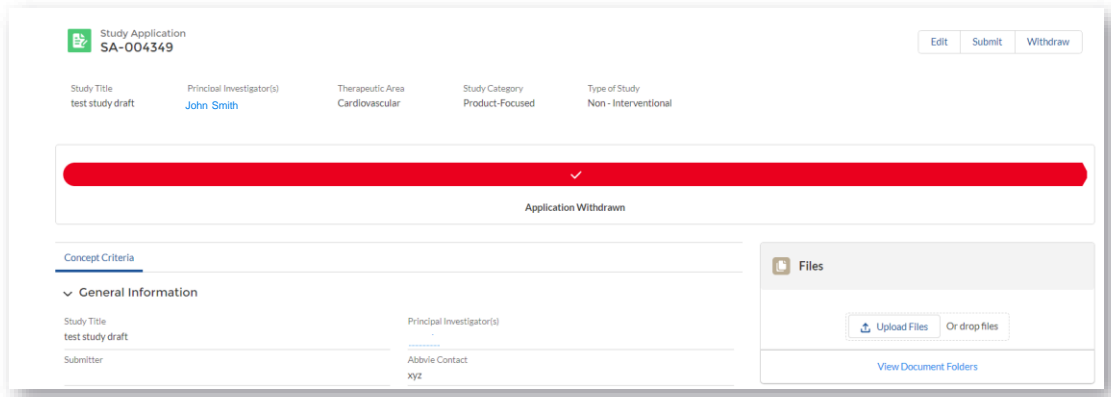 Study Application
SA-004349
Edit Submit Withdraw
Study Title Principal Investigator(s) Therapeutic Area Study Category Type of Study
test study draft John Smith Cardiovascular Product-Focused Non - Interventional
Application Withdrawn
Concept Criteria
Files
General Information
Study Title Principal Investigator(s)
test study draft
Upload Files Or drop files
Submitter Abbvie Contact
xyz
View Document Folders